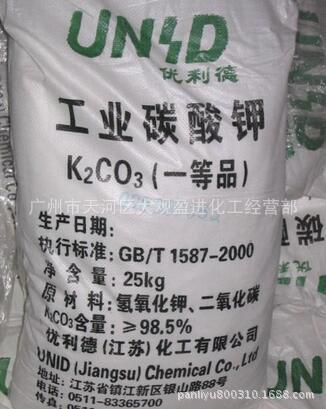 UNID
优利德
工业碳酸钾
K2CO3 (一等品)
广州市天河区大观盈进化工经营部
生产日期:
执行标准: GB/T 1587-2000
净含量: 25kg
原材料: 氢氧化钾、二氧化碳
K2CO3含量: ≥98.5%
优利德(江苏)化工有限公司
UNID (Jiangsu) Chemical Co., Ltd
地址: 江苏省镇江新区银山路88号
电话: 0511-83365700
传真: 0511
panliyu800310.1688.com